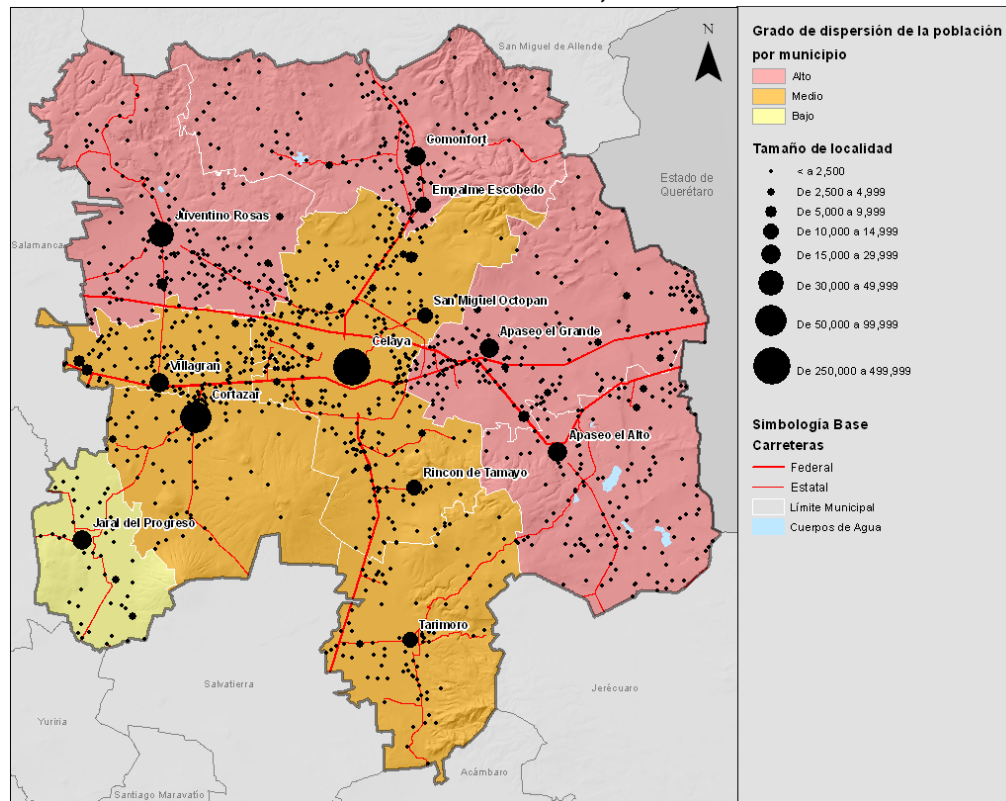 San Miguel de Allende
N
Comonfort
Estado de
Querétaro
Empalme Escobedo
Juventino Rosas
Salamanca
San Miguel Octopan
Apaseo el Grande
Celaya
Villagran
Cortazar
Apaseo el Alto
Rincon de Tamayo
Jaral del Progreso
Tarimoro
Salvatierra
Jerécuaro
Yuriria
Acámbaro
Santiago Maravatío
Grado de dispersión de la población
por municipio
Alto
Medio
Bajo
Tamaño de localidad
< a 2,500
De 2,500 a 4,999
De 5,000 a 9,999
De 10,000 a 14,999
De 15,000 a 29,999
De 30,000 a 49,999
De 50,000 a 99,999
De 250,000 a 499,999
Simbología Base
Carreteras
Federal
Estatal
Límite Municipal
Cuerpos de Agua